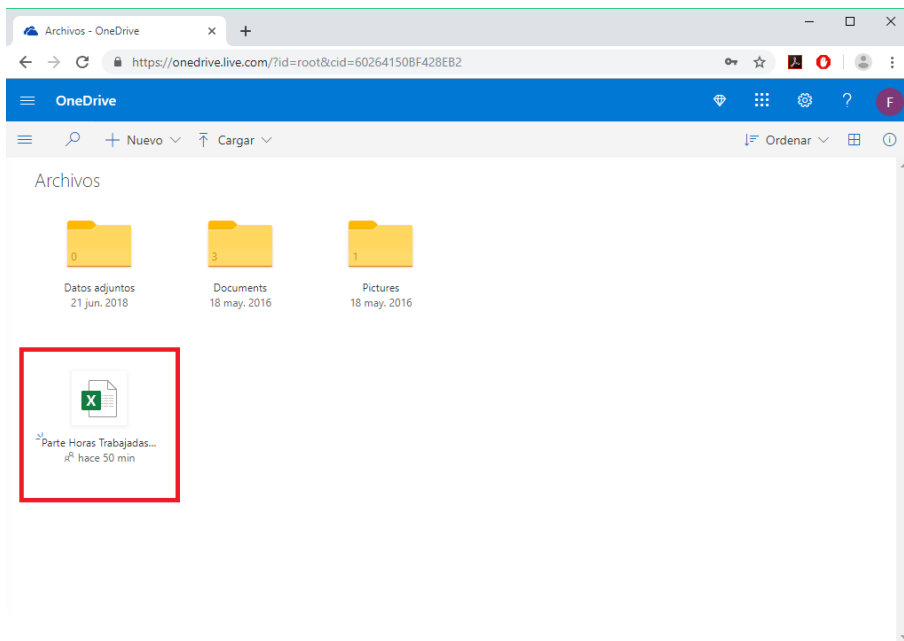 Archivos - OneDrive
https://onedrive.live.com/?id=root&cid=60264150BF428EB2
OneDrive
?
F
Nuevo
Cargar
Ordenar
Archivos
0
3
1
Datos adjuntos
Documents
Pictures
21 jun. 2018
18 may. 2016
18 may. 2016
X
Parte Horas Trabajadas...
hace 50 min